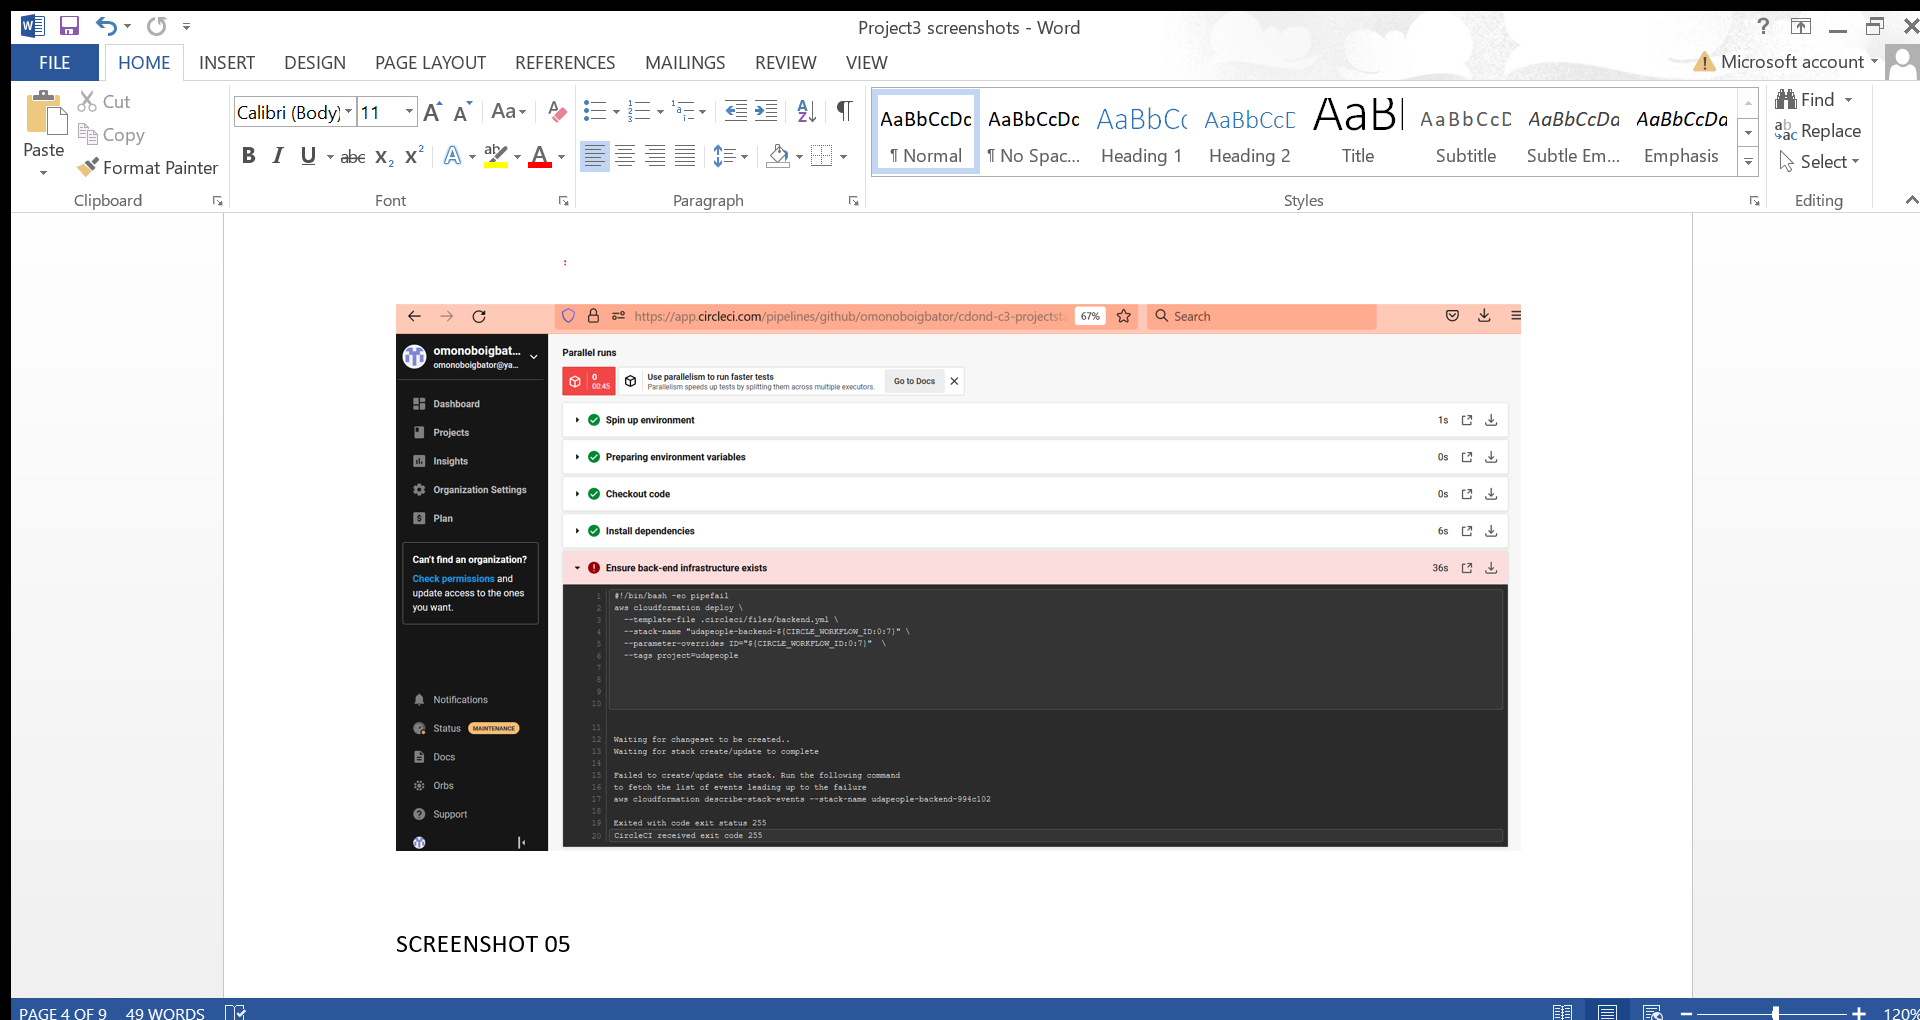 Project3 screenshots - Word
FILE HOME INSERT DESIGN PAGE LAYOUT REFERENCES MAILINGS REVIEW VIEW Microsoft account
Paste
Cut
Copy
Format Painter
Clipboard
Calibri (Body) 11
Font
Paragraph
AaBbCcDc AaBbCcDc AaBbCc AaBbCcD AaB AaBbCcD AaBbCcDa AaBbCcDa
¶ Normal ¶ No Spac... Heading 1 Heading 2 Title Subtitle Subtle Em... Emphasis
Styles
Find
Replace
Select
Editing
:
https://app.circleci.com/pipelines/github/omonoboigbator/cdond-c3-projectst 67% Search
omonoboigbat...
omonoboigbator@ya...
Dashboard
Projects
Insights
Organization Settings
Plan
Can't find an organization?
Check permissions and
update access to the ones
you want.
Notifications
Status MAINTENANCE
Docs
Orbs
Support
Parallel runs
0
00:45
Use parallelism to run faster tests
Parallelism speeds up tests by splitting them across multiple executors.
Go to Docs
Spin up environment 1s
Preparing environment variables 0s
Checkout code 0s
Install dependencies 6s
Ensure back-end infrastructure exists 36s
1 #!/bin/bash -eo pipefail
2 aws cloudformation deploy \
3 --template-file .circleci/files/backend.yml \
4 --stack-name "udapeople-backend-${CIRCLE_WORKFLOW_ID:0:7}" \
5 --parameter-overrides ID="${CIRCLE_WORKFLOW_ID:0:7}" \
6 --tags project=udapeople
7
8
9
10
11
12 Waiting for changeset to be created..
13 Waiting for stack create/update to complete
14
15 Failed to create/update the stack. Run the following command
16 to fetch the list of events leading up to the failure
17 aws cloudformation describe-stack-events --stack-name udapeople-backend-994c102
18
19 Exited with code exit status 255
20 CircleCI received exit code 255
SCREENSHOT 05
PAGE 4 OF 9 49 WORDS 120%